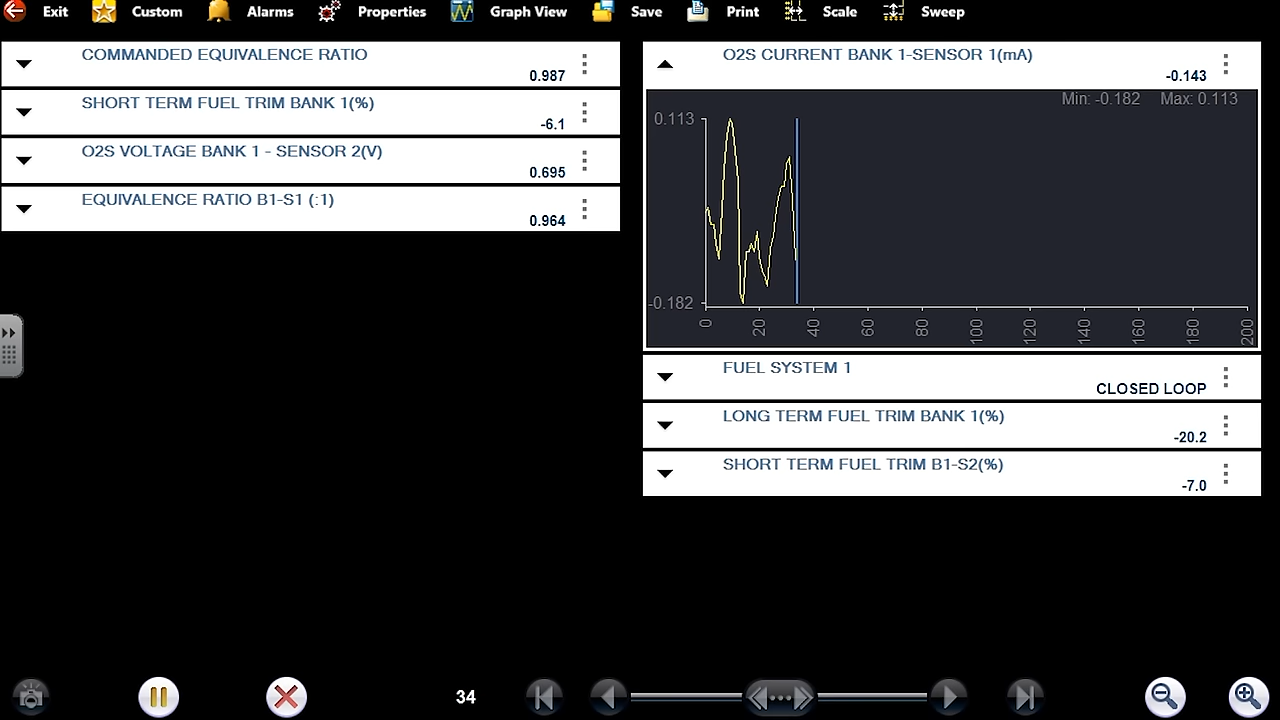 Exit Custom Alarms Properties Graph View Save Print Scale Sweep
COMMANDED EQUIVALENCE RATIO
0.987
SHORT TERM FUEL TRIM BANK 1(%)
-6.1
O2S VOLTAGE BANK 1 - SENSOR 2(V)
0.695
EQUIVALENCE RATIO B1-S1 (:1)
0.964
O2S CURRENT BANK 1-SENSOR 1(mA)
-0.143
Min: -0.182 Max: 0.113
0.113
-0.182
0 20 40 60 80 100 120 140 160 180 200
FUEL SYSTEM 1
CLOSED LOOP
LONG TERM FUEL TRIM BANK 1(%)
-20.2
SHORT TERM FUEL TRIM B1-S2(%)
-7.0
34